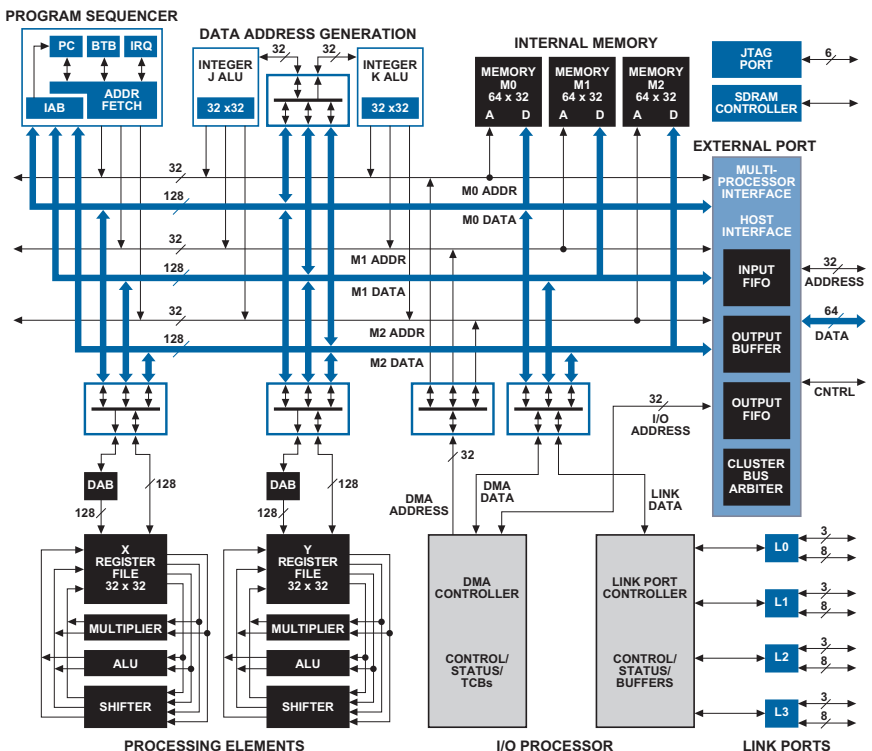 PROGRAM SEQUENCER
DATA ADDRESS GENERATION
INTERNAL MEMORY
PC
BTB
IRQ
ADDR
FETCH
IAB
INTEGER
J ALU
32 x32
32
32
INTEGER
K ALU
32 x32
MEMORY
M0
64 x 32
A D
MEMORY
M1
64 x 32
A D
MEMORY
M2
64 x 32
A D
JTAG
PORT
6
SDRAM
CONTROLLER
EXTERNAL PORT
MULTI-
PROCESSOR
INTERFACE
HOST
INTERFACE
INPUT
FIFO
OUTPUT
BUFFER
OUTPUT
FIFO
CLUSTER
BUS
ARBITER
32
ADDRESS
64
DATA
CNTRL
32
M0 ADDR
128
M0 DATA
32
M1 ADDR
128
M1 DATA
32
M2 ADDR
128
M2 DATA
32
I/O
ADDRESS
32
DMA
ADDRESS
DMA
DATA
LINK
DATA
DAB
128
128
X
REGISTER
FILE
32 x 32
MULTIPLIER
ALU
SHIFTER
DAB
128
128
Y
REGISTER
FILE
32 x 32
MULTIPLIER
ALU
SHIFTER
DMA
CONTROLLER
CONTROL/
STATUS/
TCBs
LINK PORT
CONTROLLER
CONTROL/
STATUS/
BUFFERS
L0
3
8
L1
3
8
L2
3
8
L3
3
8
PROCESSING ELEMENTS
I/O PROCESSOR
LINK PORTS